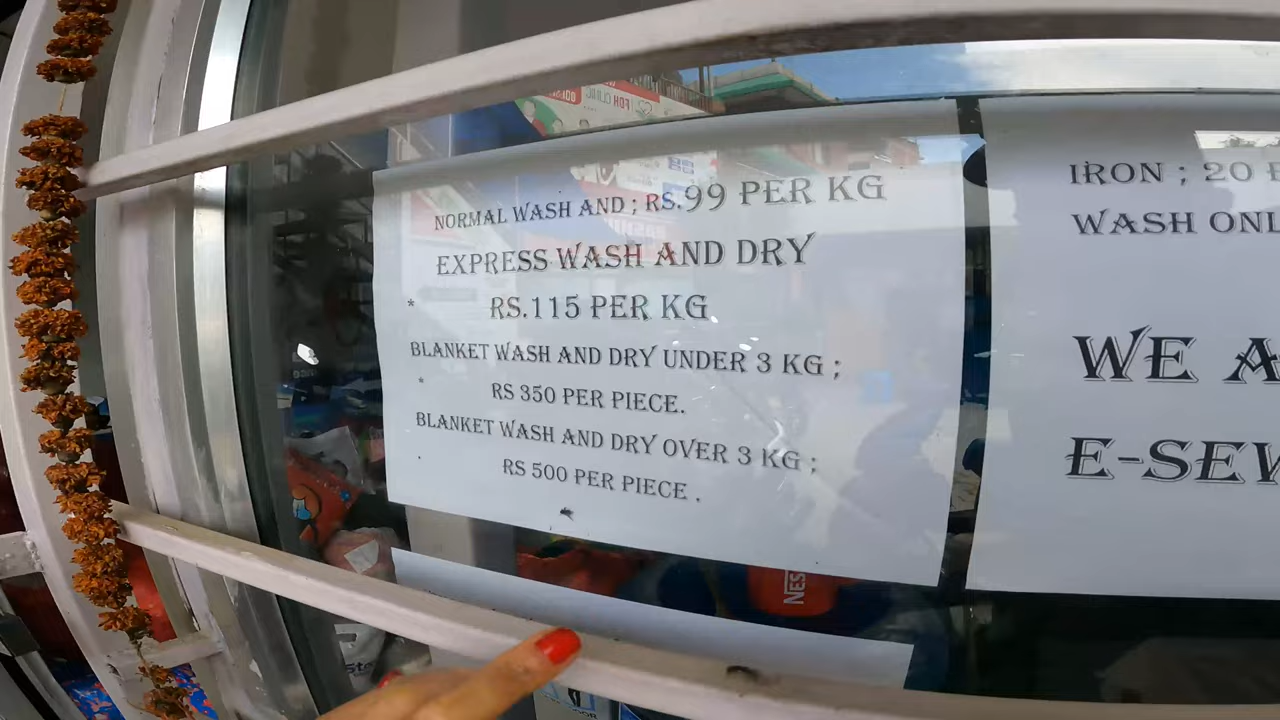 NORMAL WASH AND ; RS.99 PER KG
EXPRESS WASH AND DRY
* RS.115 PER KG
BLANKET WASH AND DRY UNDER 3 KG ;
* RS 350 PER PIECE.
BLANKET WASH AND DRY OVER 3 KG ;
RS 500 PER PIECE .
IRON ; 20
WASH
WE